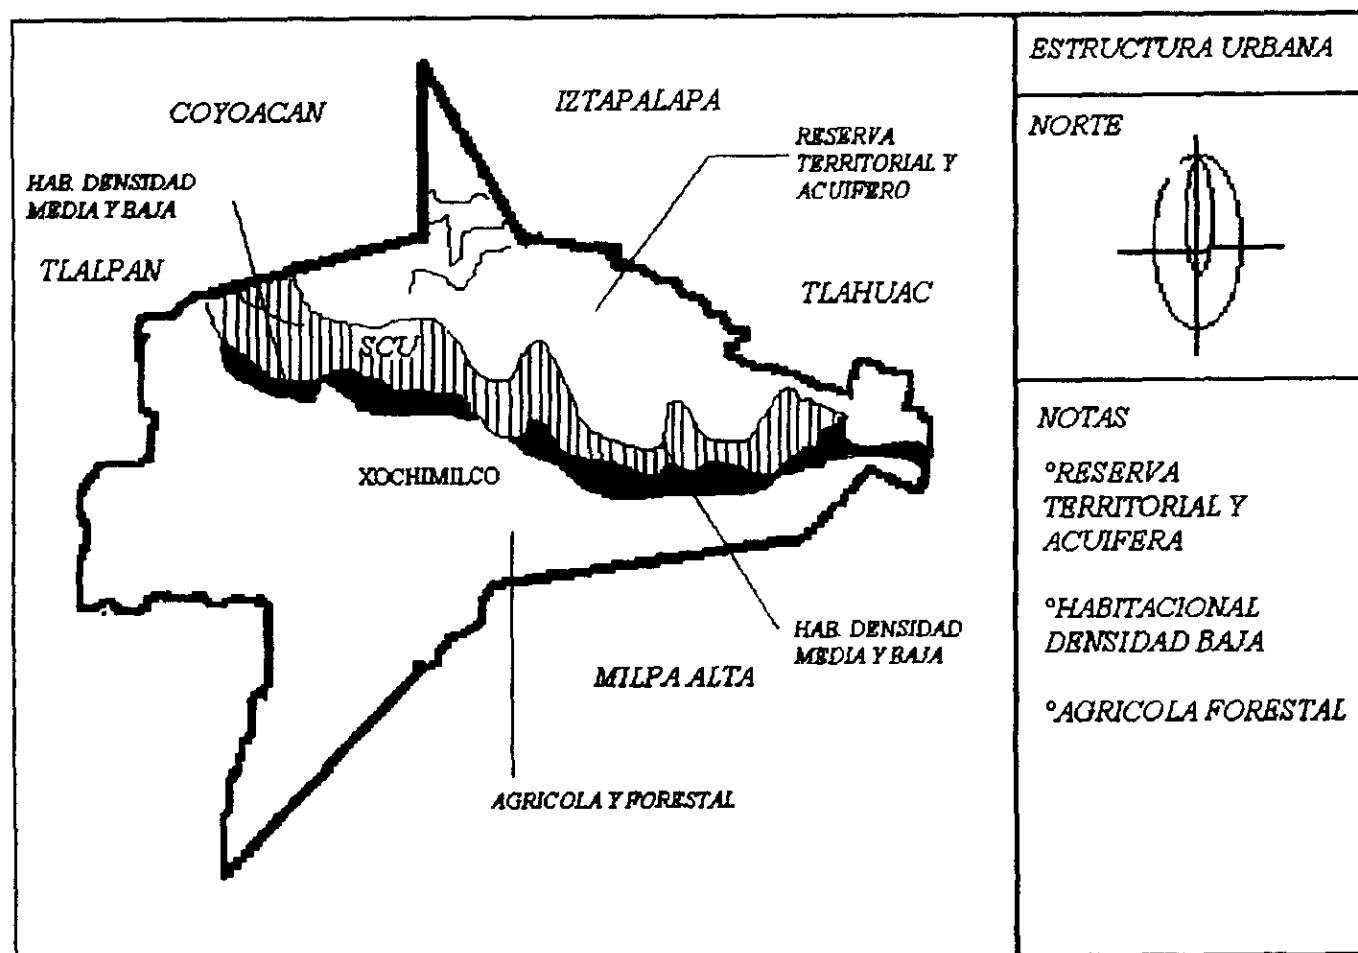 COYOACAN
IZTAPALAPA
RESERVA
TERRITORIAL Y
ACUIFERO
HAB. DENSIDAD
MEDIA Y BAJA
TLALPAN
TLAHUAC
SCU
XOCHIMILCO
HAB. DENSIDAD
MEDIA Y BAJA
MILPA ALTA
AGRICOLA Y FORESTAL
ESTRUCTURA URBANA
NORTE
NOTAS
°RESERVA
TERRITORIAL Y
ACUIFERA
°HABITACIONAL
DENSIDAD BAJA
°AGRICOLA FORESTAL